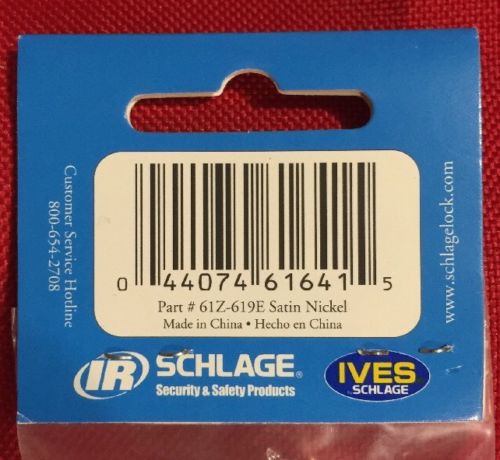 Customer Service Hotline
800-654-2708
0 44074 61641 5
Part # 61Z-619E Satin Nickel
Made in China • Hecho en China
www.schlagelock.com
IR SCHLAGE®
Security & Safety Products
IVES
SCHLAGE